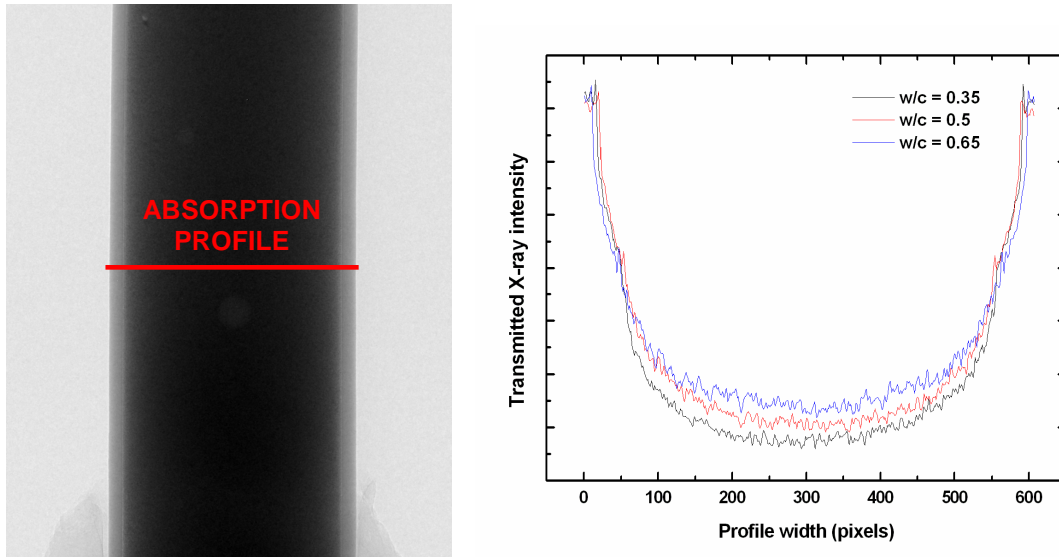 ABSORPTION
PROFILE
Transmitted X-ray intensity
w/c = 0.35
w/c = 0.5
w/c = 0.65
0 100 200 300 400 500 600
Profile width (pixels)